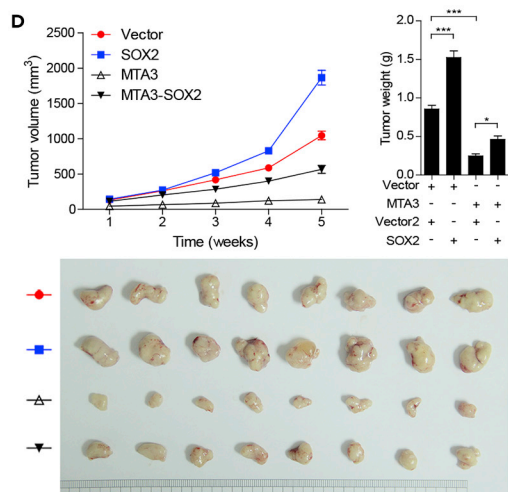 D
Tumor volume (mm³)
2500
2000
1500
1000
500
0
1 2 3 4 5
Time (weeks)
Vector
SOX2
MTA3
MTA3-SOX2
Tumor weight (g)
2.0
1.5
1.0
0.5
0.0
***
***
*
Vector + + - -
MTA3 - - + +
Vector2 + - + -
SOX2 - + - +